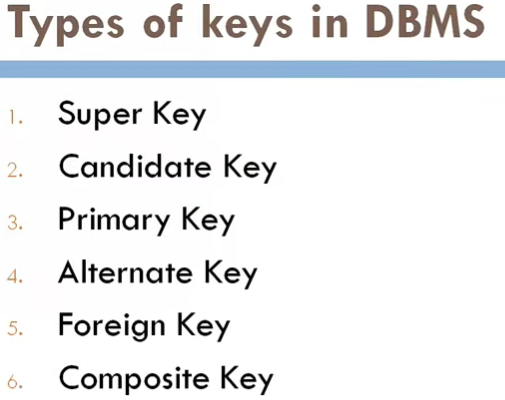 Types of keys in DBMS
1. Super Key
2. Candidate Key
3. Primary Key
4. Alternate Key
5. Foreign Key
6. Composite Key